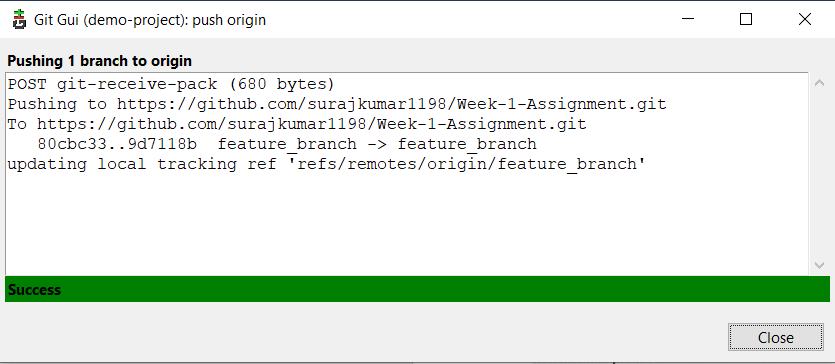 Git Gui (demo-project): push origin
Pushing 1 branch to origin
POST git-receive-pack (680 bytes)
Pushing to https://github.com/surajkumar1198/Week-1-Assignment.git
To https://github.com/surajkumar1198/Week-1-Assignment.git
   80cbc33..9d7118b  feature_branch -> feature_branch
updating local tracking ref 'refs/remotes/origin/feature_branch'
Success
Close